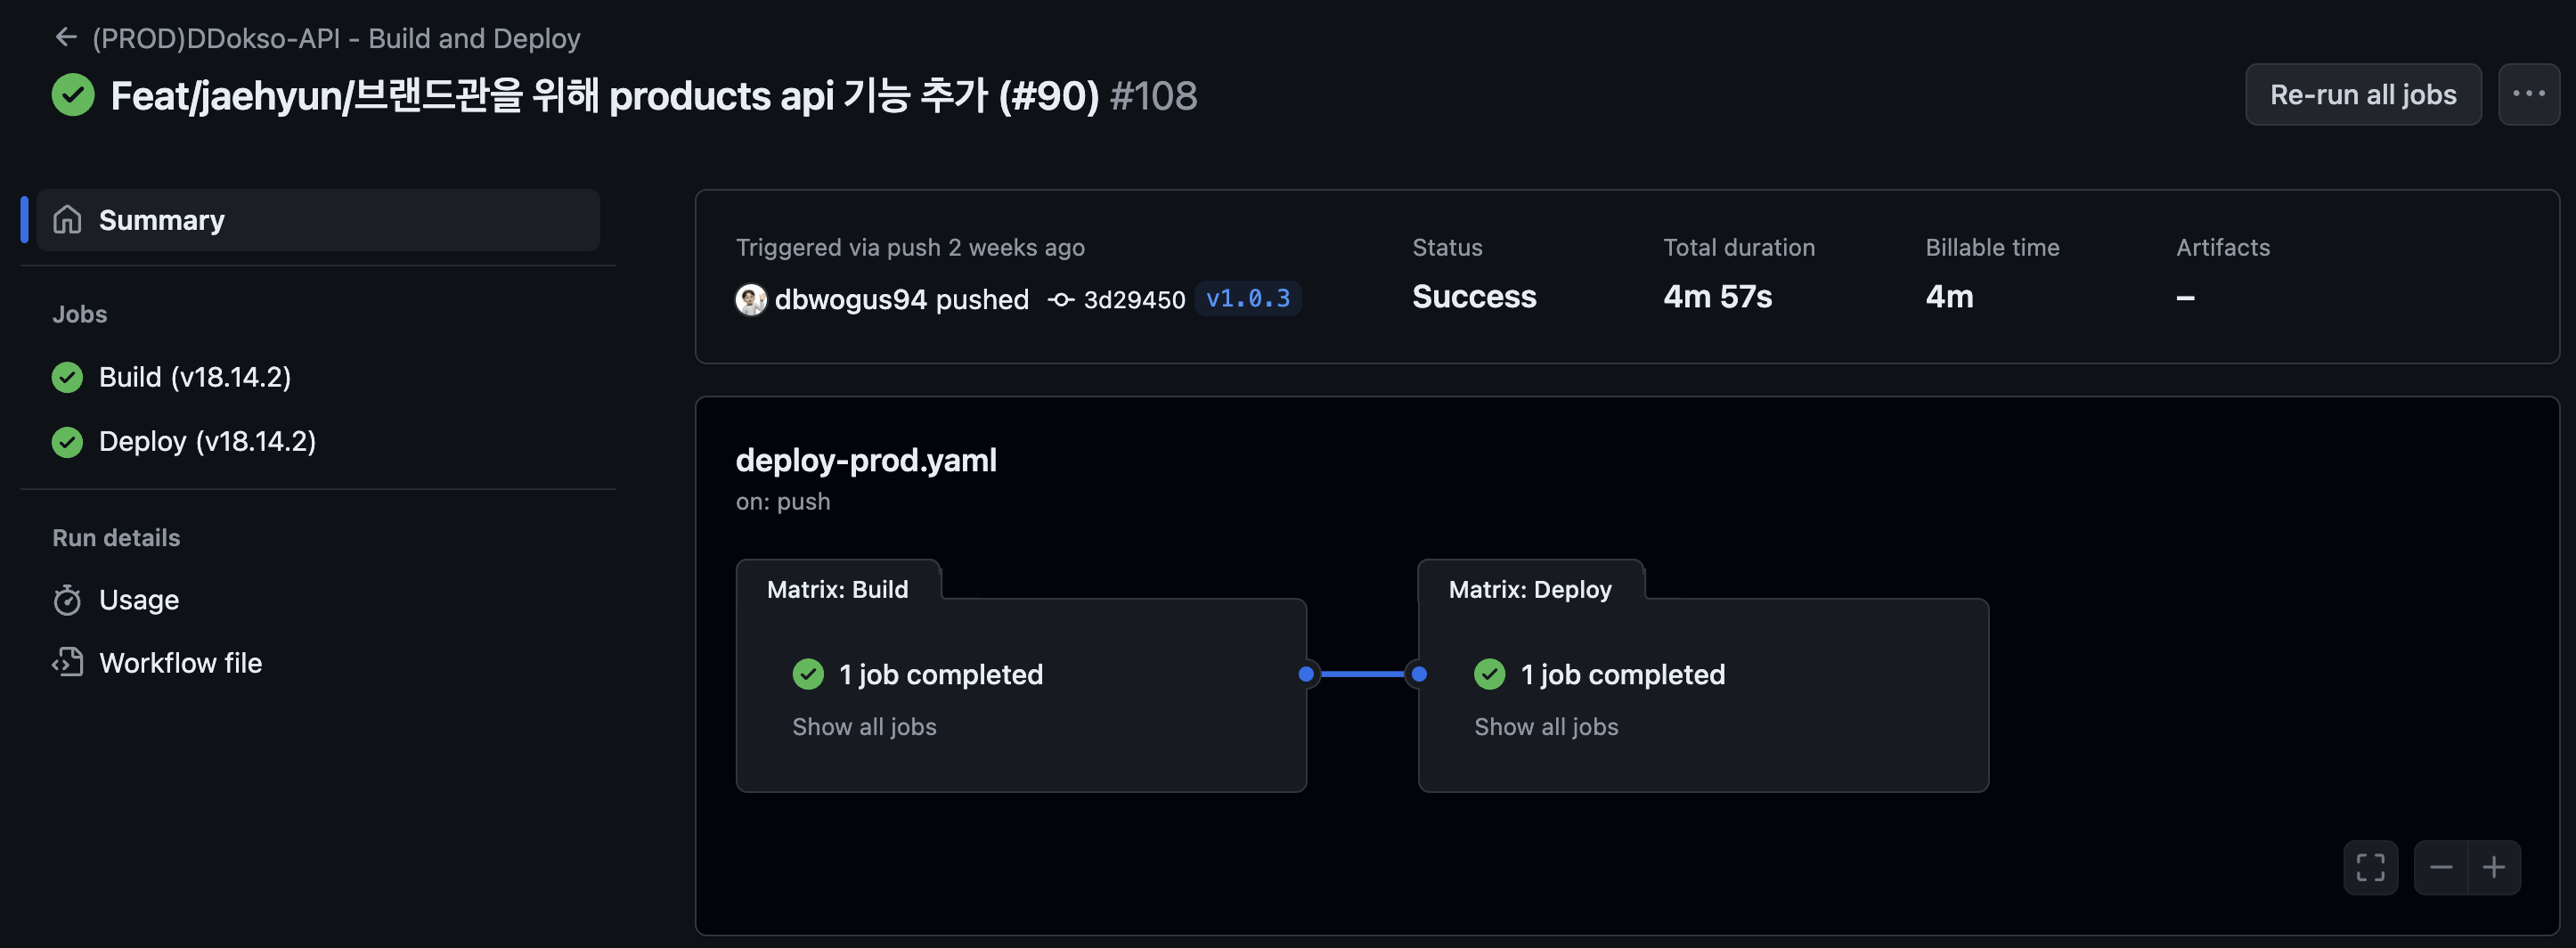 (PROD)DDokso-API - Build and Deploy
Feat/jaehyun/브랜드관을 위해 products api 기능 추가 (#90) #108
Re-run all jobs
Summary
Jobs
Build (v18.14.2)
Deploy (v18.14.2)
Run details
Usage
Workflow file
Triggered via push 2 weeks ago
dbwogus94 pushed 3d29450 v1.0.3
Status
Success
Total duration
4m 57s
Billable time
4m
Artifacts
–
deploy-prod.yaml
on: push
Matrix: Build
1 job completed
Show all jobs
Matrix: Deploy
1 job completed
Show all jobs